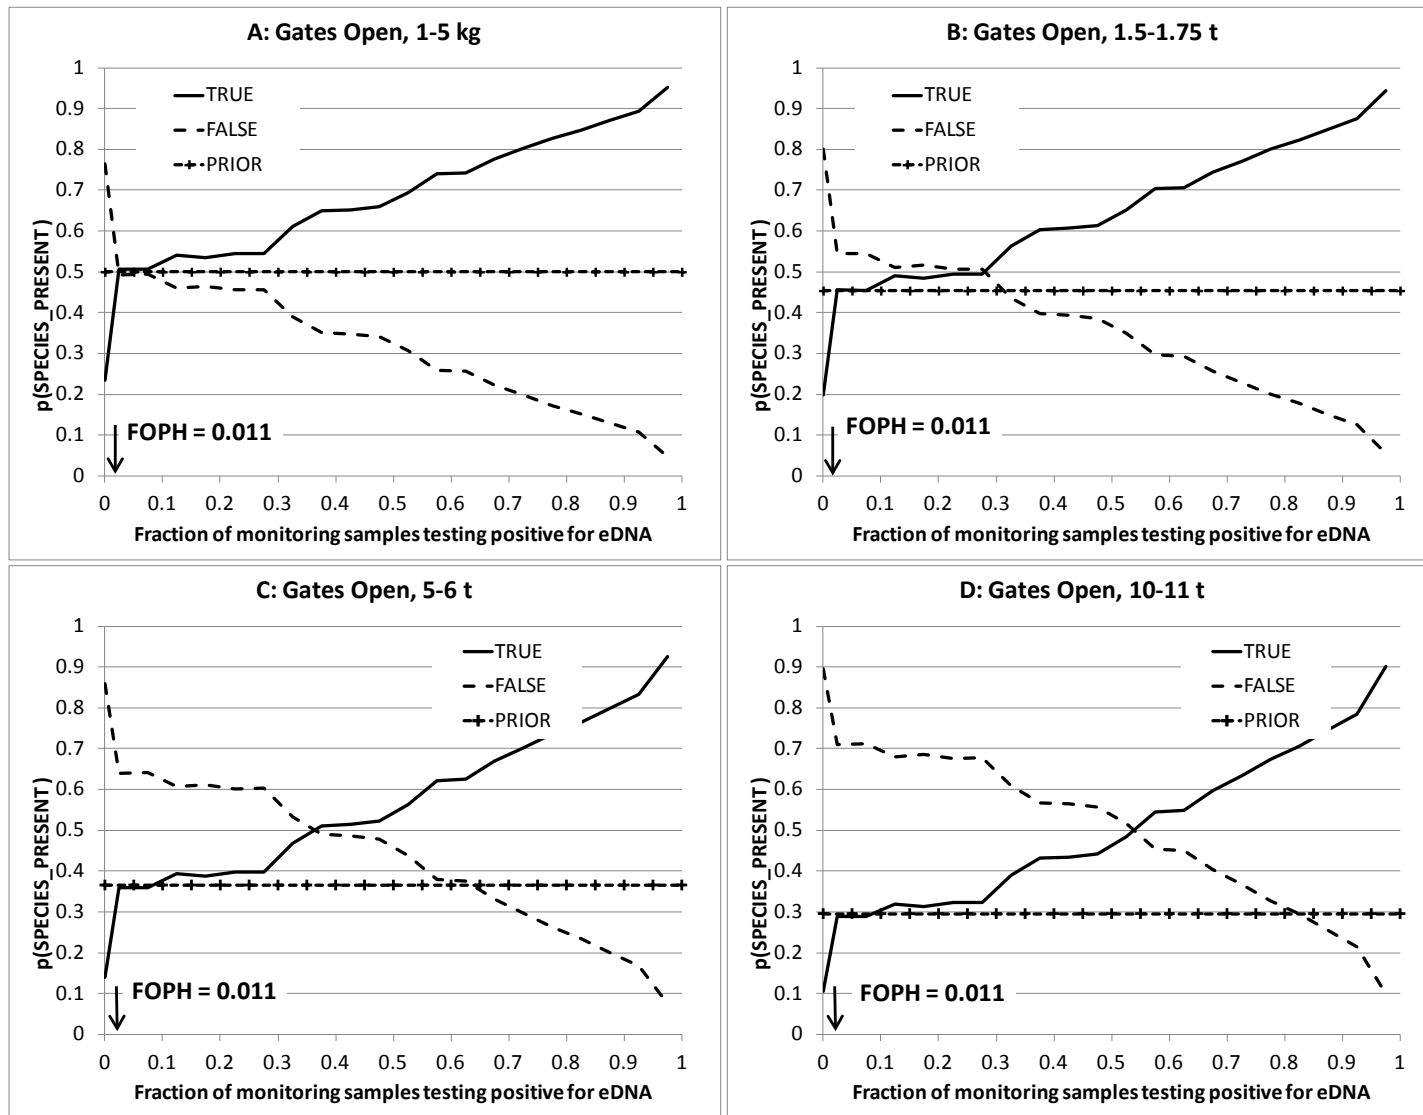 A: Gates Open, 1-5 kg
p(SPECIES_PRESENT)
1
0.9
0.8
0.7
0.6
0.5
0.4
0.3
0.2
0.1
0
TRUE
FALSE
PRIOR
FOPH = 0.011
0 0.1 0.2 0.3 0.4 0.5 0.6 0.7 0.8 0.9 1
Fraction of monitoring samples testing positive for eDNA
B: Gates Open, 1.5-1.75 t
p(SPECIES_PRESENT)
1
0.9
0.8
0.7
0.6
0.5
0.4
0.3
0.2
0.1
0
TRUE
FALSE
PRIOR
FOPH = 0.011
0 0.1 0.2 0.3 0.4 0.5 0.6 0.7 0.8 0.9 1
Fraction of monitoring samples testing positive for eDNA
C: Gates Open, 5-6 t
p(SPECIES_PRESENT)
1
0.9
0.8
0.7
0.6
0.5
0.4
0.3
0.2
0.1
0
TRUE
FALSE
PRIOR
FOPH = 0.011
0 0.1 0.2 0.3 0.4 0.5 0.6 0.7 0.8 0.9 1
Fraction of monitoring samples testing positive for eDNA
D: Gates Open, 10-11 t
p(SPECIES_PRESENT)
1
0.9
0.8
0.7
0.6
0.5
0.4
0.3
0.2
0.1
0
TRUE
FALSE
PRIOR
FOPH = 0.011
0 0.1 0.2 0.3 0.4 0.5 0.6 0.7 0.8 0.9 1
Fraction of monitoring samples testing positive for eDNA